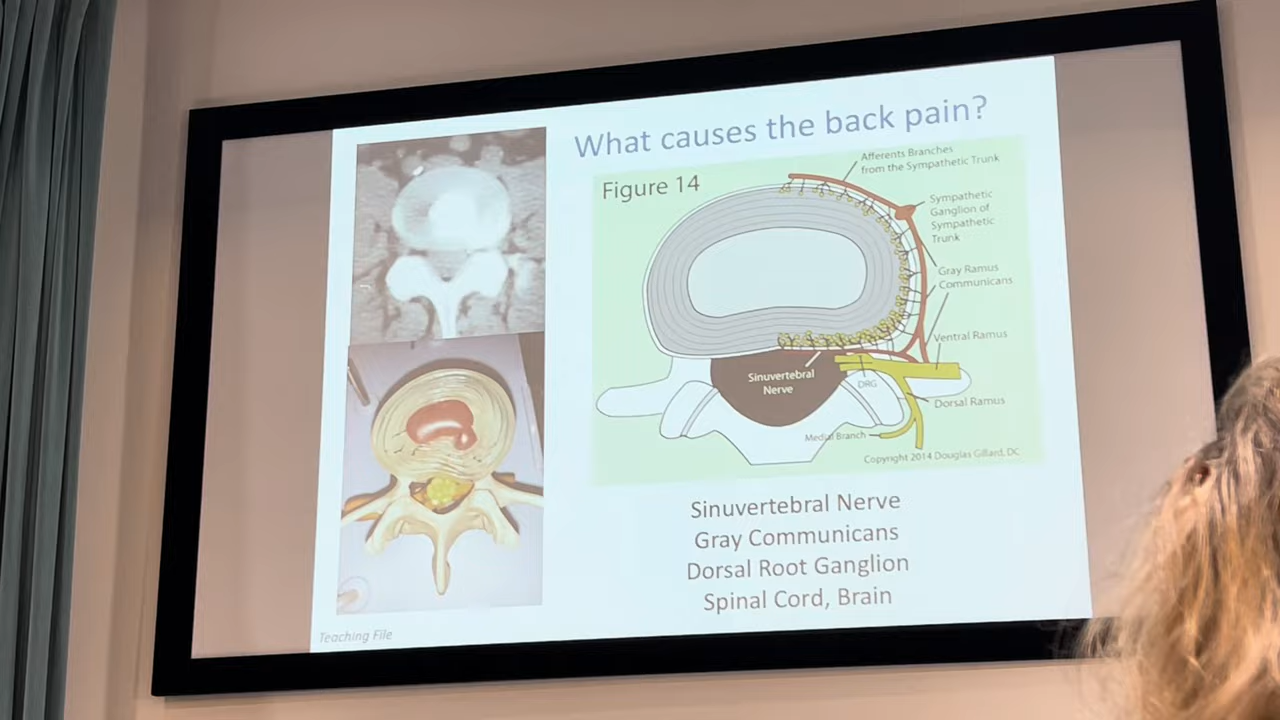 What causes the back pain?
Figure 14
Afferents Branches
from the Sympathetic Trunk
Sympathetic
Ganglion of
Sympathetic
Trunk
Gray Ramus
Communicans
Ventral Ramus
Sinuvertebral
Nerve
DRG
Dorsal Ramus
Medial Branch
Copyright 2014 Douglas Gillard, DC
Sinuvertebral Nerve
Gray Communicans
Dorsal Root Ganglion
Spinal Cord, Brain
Teaching File